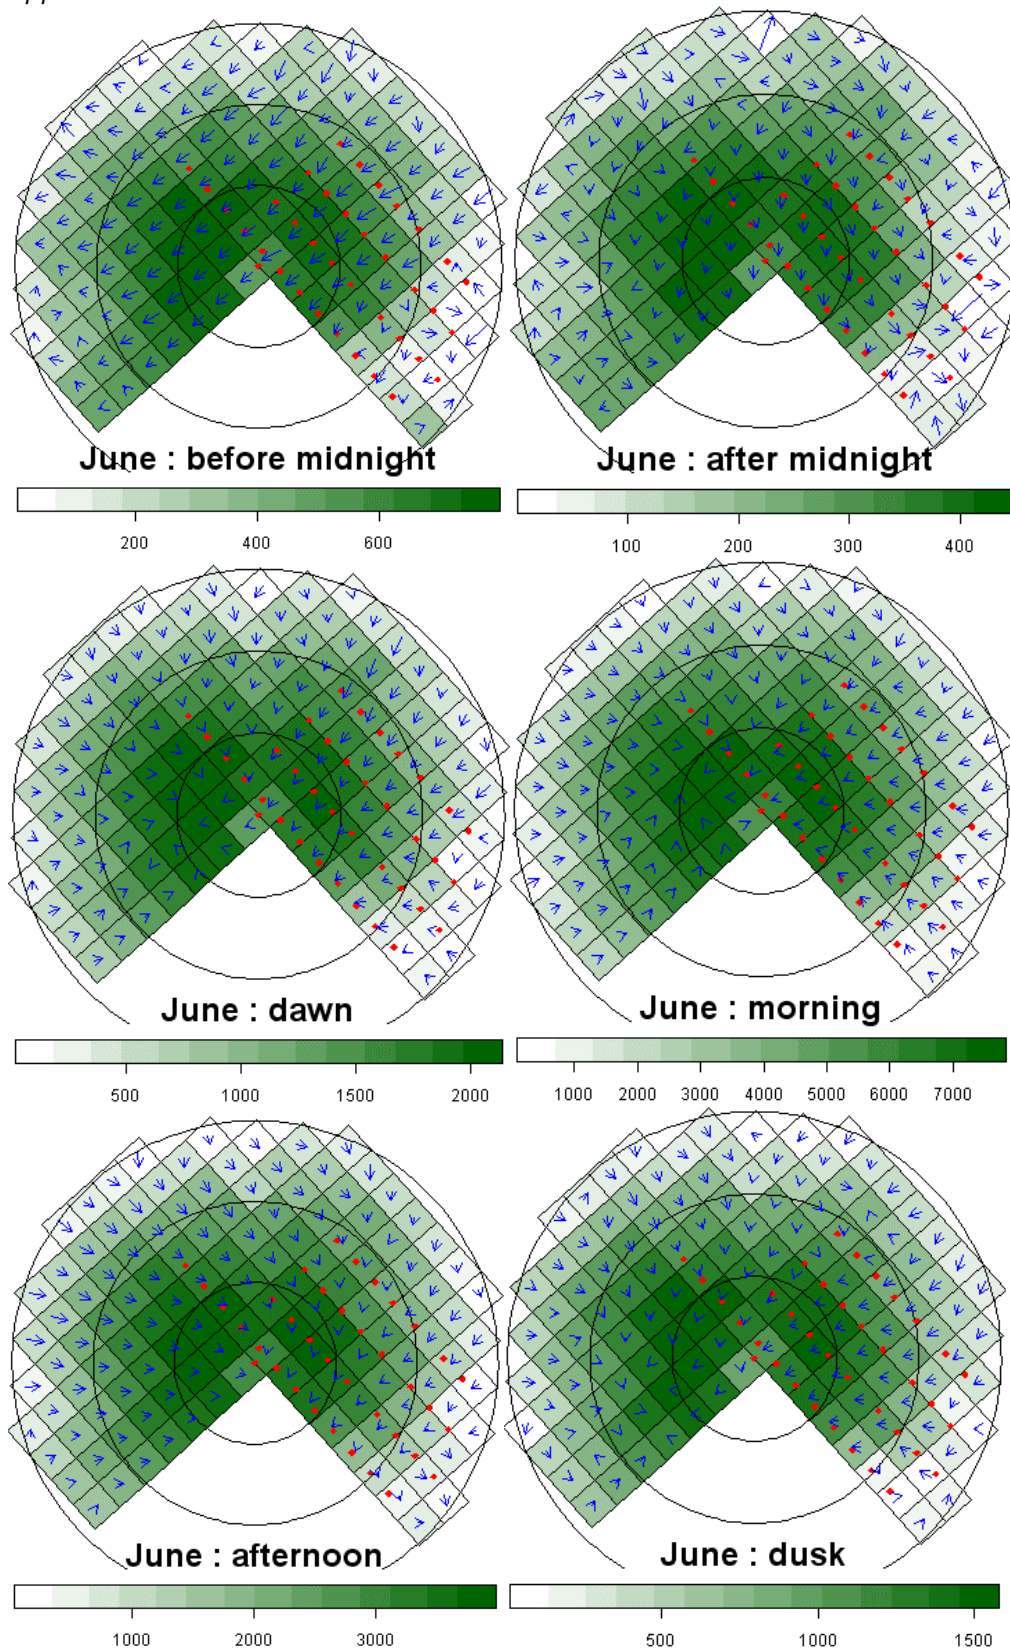 June : before midnight
June : after midnight
200 400 600
100 200 300 400
June : dawn
June : morning
500 1000 1500 2000
1000 2000 3000 4000 5000 6000 7000
June : afternoon
June : dusk
1000 2000 3000
500 1000 1500